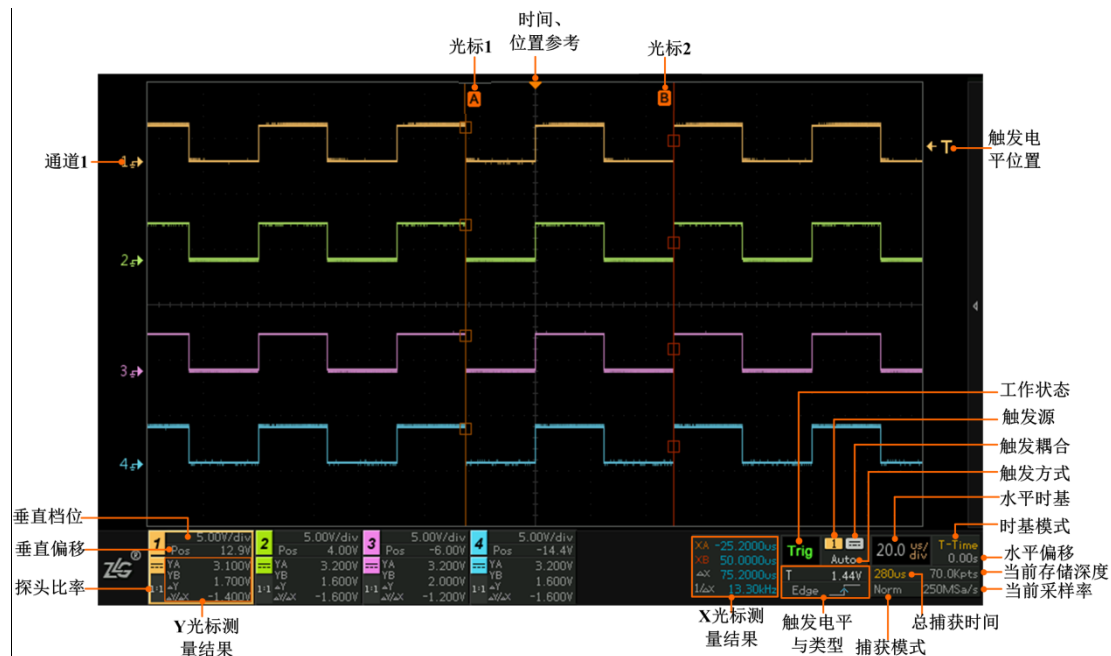 时间、
位置参考
光标1
光标2
A
B
通道1
1
T
触发电
平位置
2
3
4
工作状态
触发源
触发耦合
触发方式
水平时基
时基模式
水平偏移
当前存储深度
当前采样率
垂直档位
垂直偏移
探头比率
ZLG®
1 5.00V/div
Pos 12.9V
YA 3.100V
YB 1.700V
△Y
1:1 △Y/△X -1.400V
2 5.00V/div
Pos 4.00V
YA 3.200V
YB 1.600V
△Y
1:1 △Y/△X -1.600V
3 5.00V/div
Pos -6.00V
YA 3.200V
YB 2.000V
△Y
1:1 △Y/△X -1.200V
4 5.00V/div
Pos -14.4V
YA 3.200V
YB 1.600V
△Y
1:1 △Y/△X -1.600V
XA -25.2000us
XB 50.0000us
△X 75.2000us
1/△X 13.30kHz
Trig
1
Auto
T 1.44V
Edge
20.0 us/div
T-Time
0.00s
280us 70.0Kpts
Norm 250MSa/s
Y光标测
量结果
X光标测
量结果
触发电平
与类型
总捕获时间
捕获模式